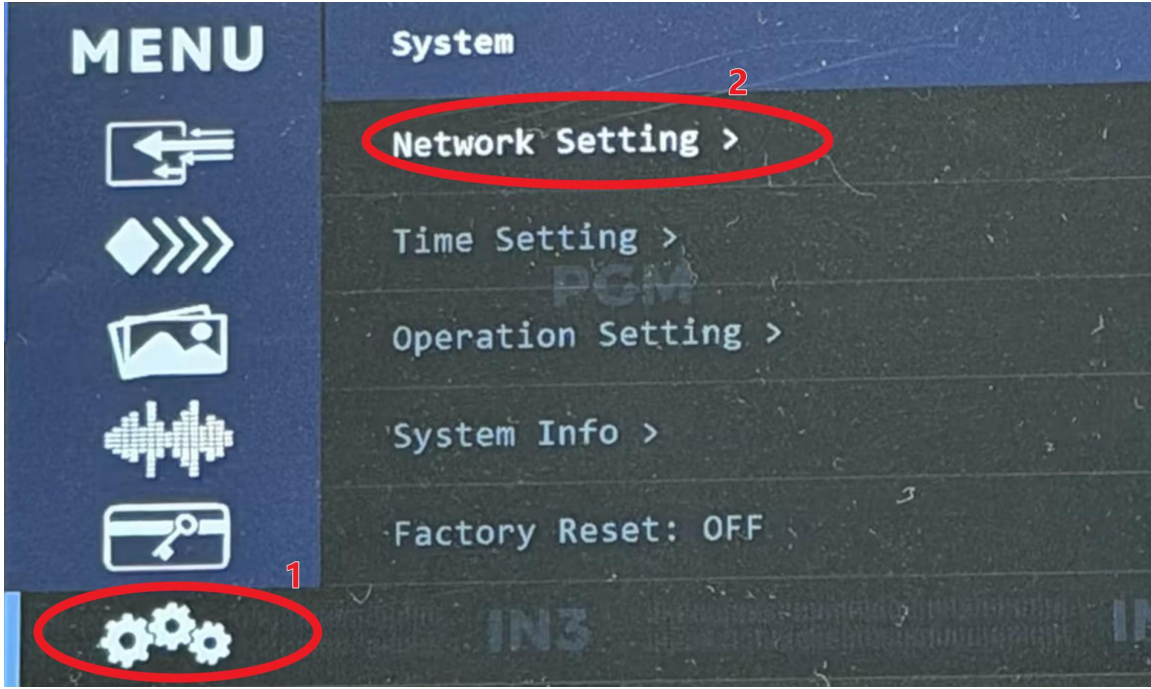 MENU
System
2
Network Setting >
Time Setting >
PGM
Operation Setting >
System Info >
Factory Reset: OFF
1
IN3